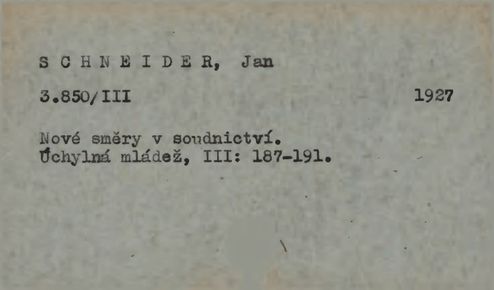 S C H N E I D E R, Jan
3.850/III 1927
Nové směry v soudnictví.
Úchylná mládež, III: 187-191.